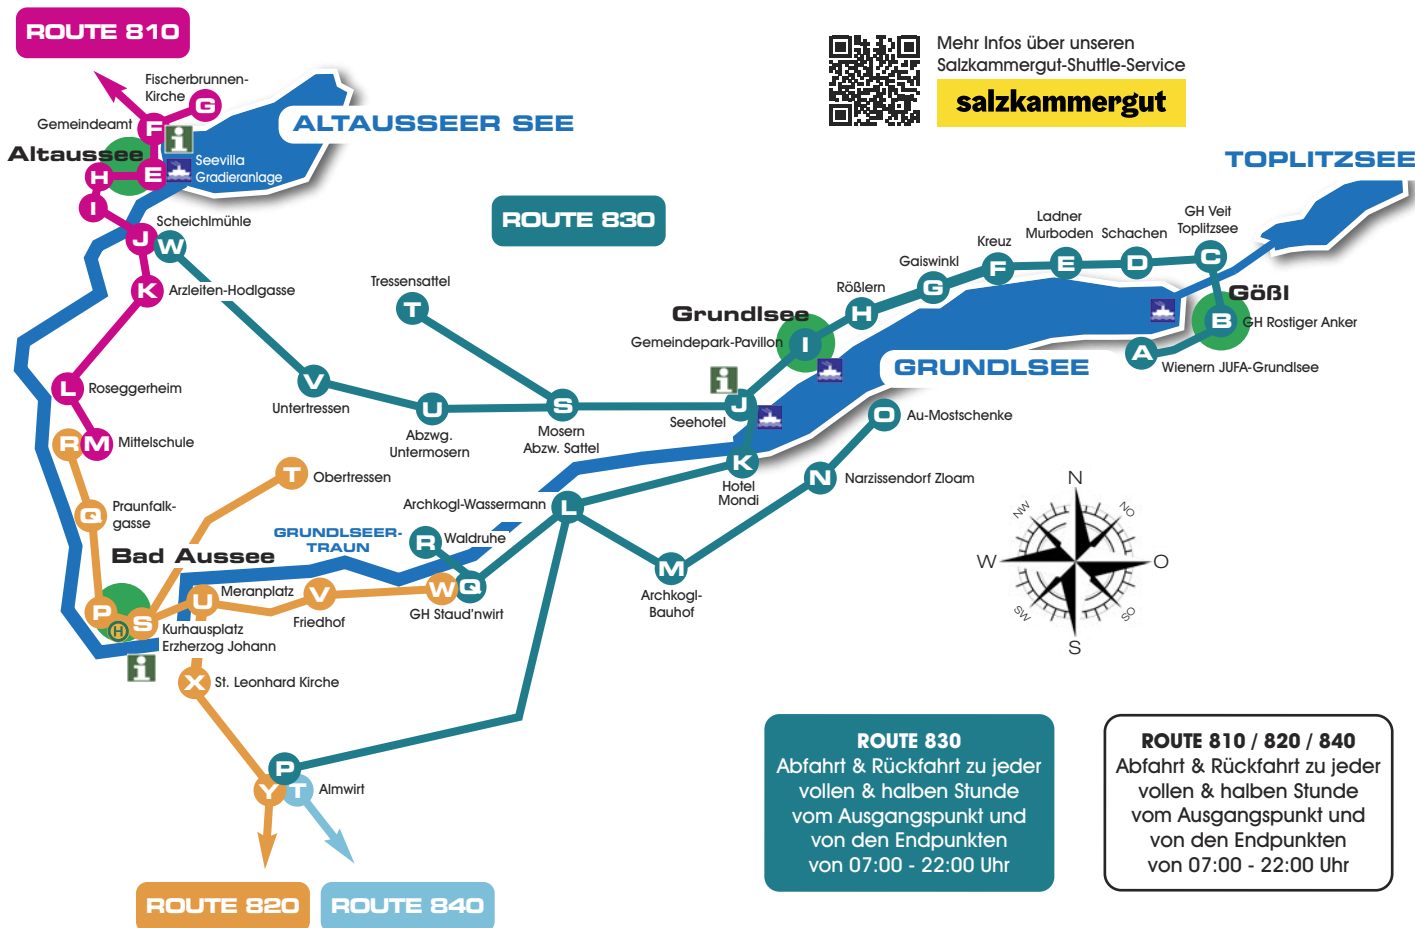 ROUTE 810
Mehr Infos über unseren
Salzkammergut-Shuttle-Service
salzkammergut
Fischerbrunnen-
Kirche
G
Gemeindeamt
F
i
ALTAUSSEER SEE
Altaussee
H
E
Seevilla
Gradieranlage
TOPLITZSEE
I
Scheichlmühle
J
W
ROUTE 830
K
Arzleiten-Hodlgasse
Tressensattel
T
Ladner
Murboden
Schachen
GH Veit
Toplitzsee
Kreuz
Gaiswinkl
Rößlern
F
E
D
C
G
H
Grundlsee
Gemeindepark-Pavillon
I
Gößl
B
GH Rostiger Anker
A
Wienern JUFA-Grundlsee
GRUNDLSEE
L
Roseggerheim
V
Untertressen
U
Abzwg.
Untermosern
S
Mosern
Abzw. Sattel
i
J
Seehotel
O
Au-Mostschenke
R
M
Mittelschule
T
Obertressen
K
Hotel
Mondi
N
Narzissendorf Zloam
Q
Praunfalk-
gasse
Archkogl-Wassermann
L
GRUNDLSEER-
TRAUN
R
Waldruhe
Bad Aussee
M
Archkogl-
Bauhof
P
H
S
Kurhausplatz
Erzherzog Johann
i
U
Meranplatz
V
Friedhof
W
Q
GH Staud'nwirt
X
St. Leonhard Kirche
P
Y
T
Almwirt
N
NO
O
SO
S
SW
W
NW
ROUTE 830
Abfahrt & Rückfahrt zu jeder
vollen & halben Stunde
vom Ausgangspunkt und
von den Endpunkten
von 07:00 - 22:00 Uhr
ROUTE 810 / 820 / 840
Abfahrt & Rückfahrt zu jeder
vollen & halben Stunde
vom Ausgangspunkt und
von den Endpunkten
von 07:00 - 22:00 Uhr
ROUTE 820
ROUTE 840